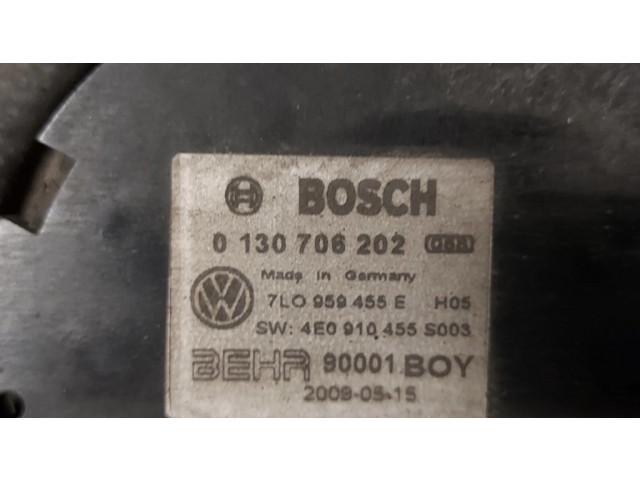 BOSCH
0 130 706 202
Made in Germany
7L0 959 455 E H05
SW: 4E0 910 455 S003
BEHR 90001 BOY
2009-05-15